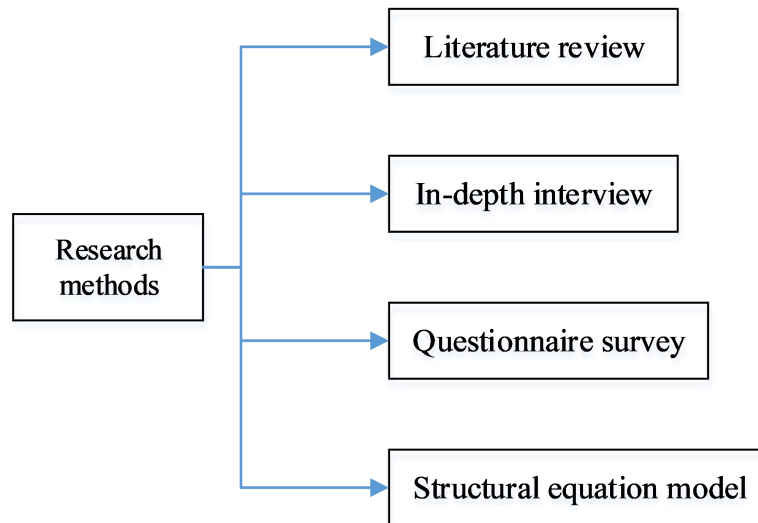 Literature review
In-depth interview
Research
methods
Questionnaire survey
Structural equation model